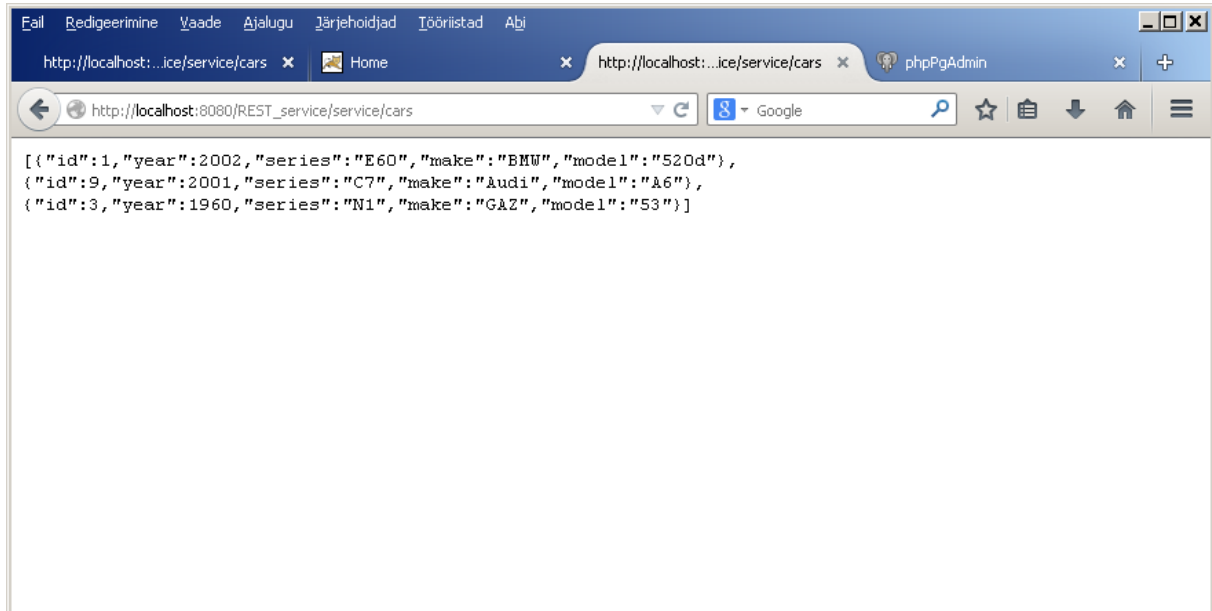 Fail Redigeerimine Vaade Ajalugu Järjehoidjad Tööriistad Abi
http://localhost:...ice/service/cars Home http://localhost:...ice/service/cars phpPgAdmin
http://localhost:8080/REST_service/service/cars 8 Google
[{"id":1,"year":2002,"series":"E60","make":"BMW","model":"520d"},
{"id":9,"year":2001,"series":"C7","make":"Audi","model":"A6"},
{"id":3,"year":1960,"series":"N1","make":"GAZ","model":"53"}]